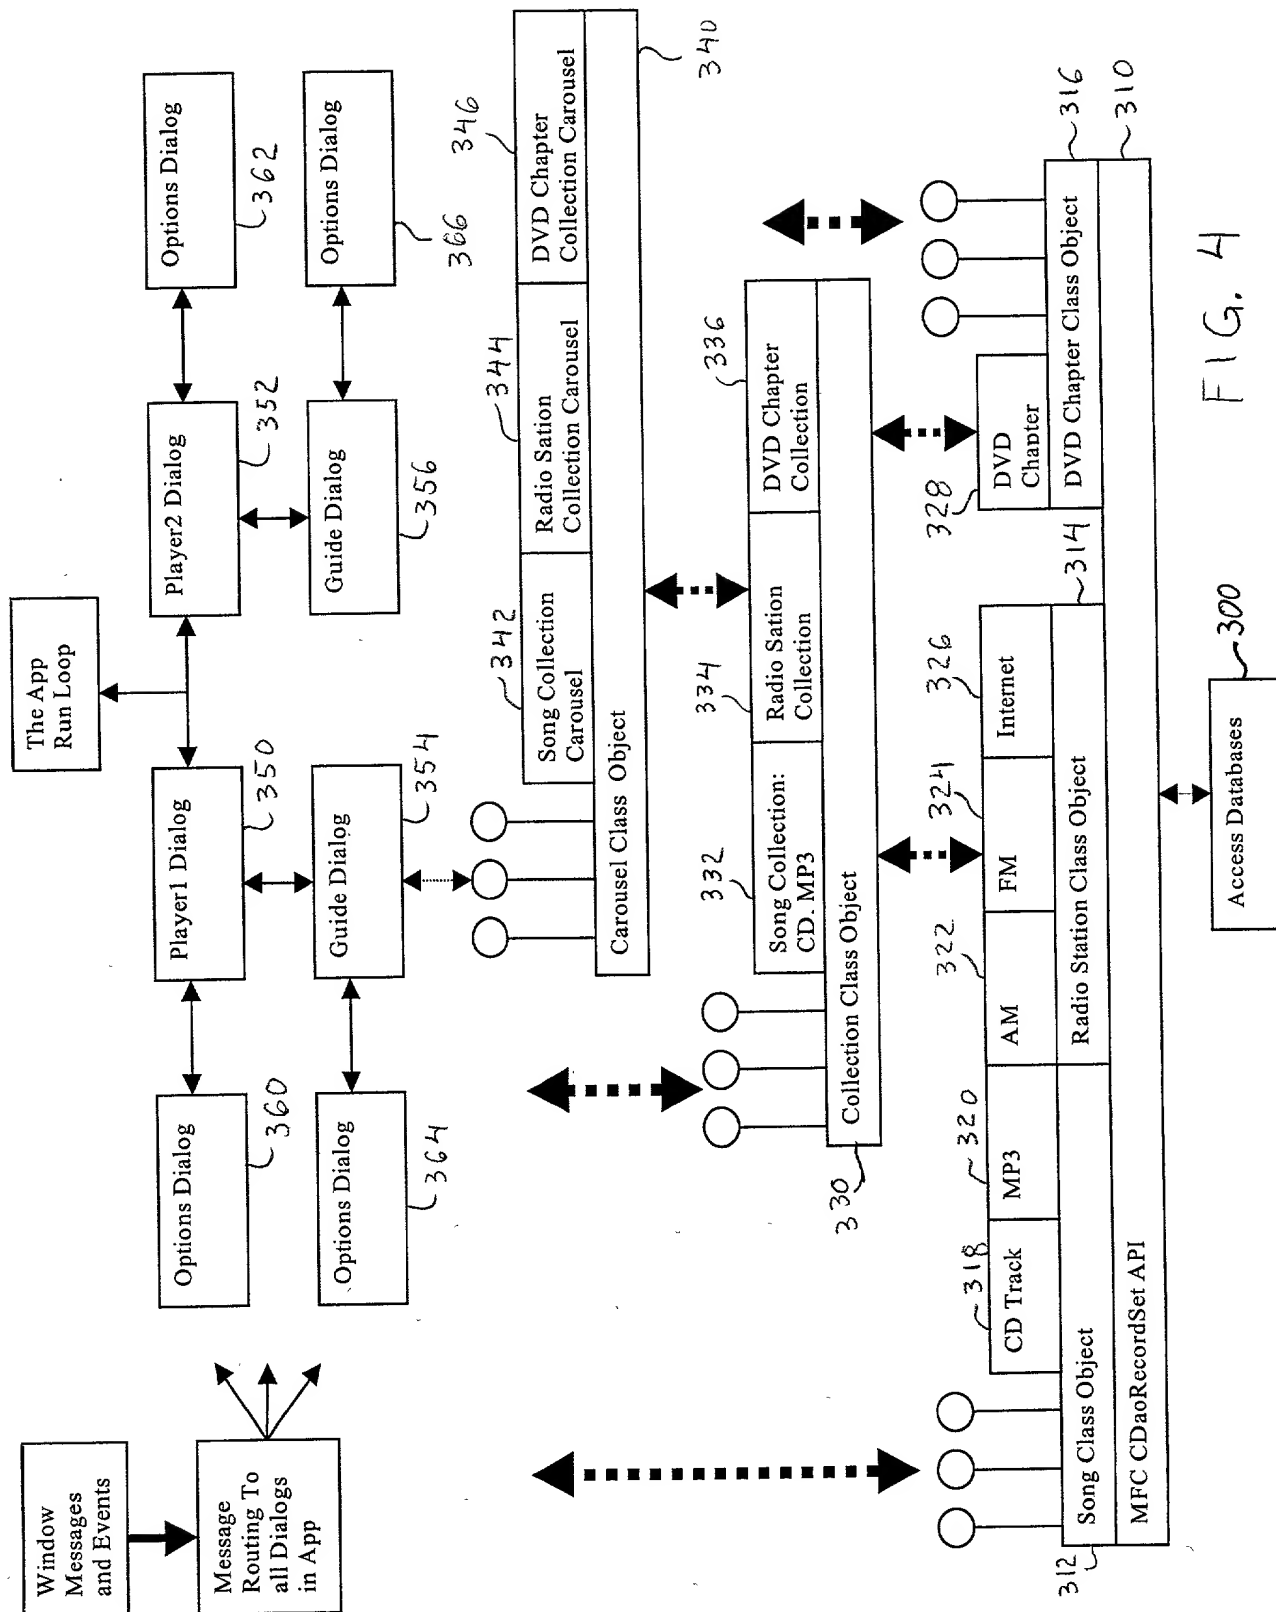 Window
Messages
and Events
Message
Routing To
all Dialogs
in App
The App
Run Loop
Options Dialog
360
Player1 Dialog
350
Player2 Dialog
352
Options Dialog
362
Options Dialog
364
Guide Dialog
354
Guide Dialog
356
Options Dialog
366
342
344
346
Song Collection
Carousel
Radio Sation
Collection Carousel
DVD Chapter
Collection Carousel
Carousel Class Object
340
332
334
336
Song Collection:
CD. MP3
Radio Sation
Collection
DVD Chapter
Collection
Collection Class Object
330
318
320
322
324
326
328
CD Track
MP3
AM
FM
Internet
DVD
Chapter
312
Song Class Object
Radio Station Class Object
314
DVD Chapter Class Object
316
MFC CDaoRecordSet API
310
Access Databases
300
FIG. 4